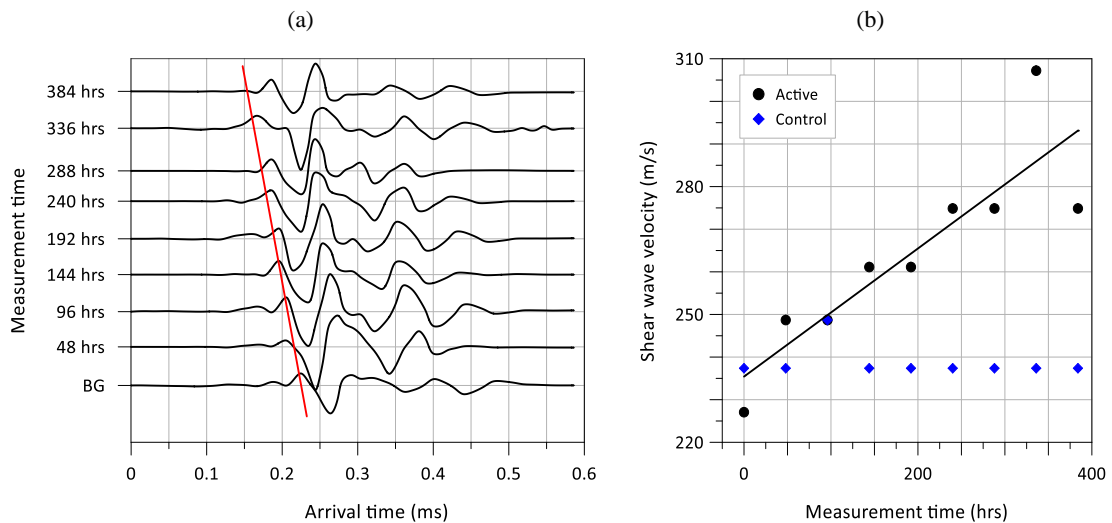 (a)
384 hrs
336 hrs
288 hrs
240 hrs
192 hrs
144 hrs
96 hrs
48 hrs
BG
Measurement time
0 0.1 0.2 0.3 0.4 0.5 0.6
Arrival time (ms)
(b)
310
280
250
220
Shear wave velocity (m/s)
Active
Control
0 200 400
Measurement time (hrs)